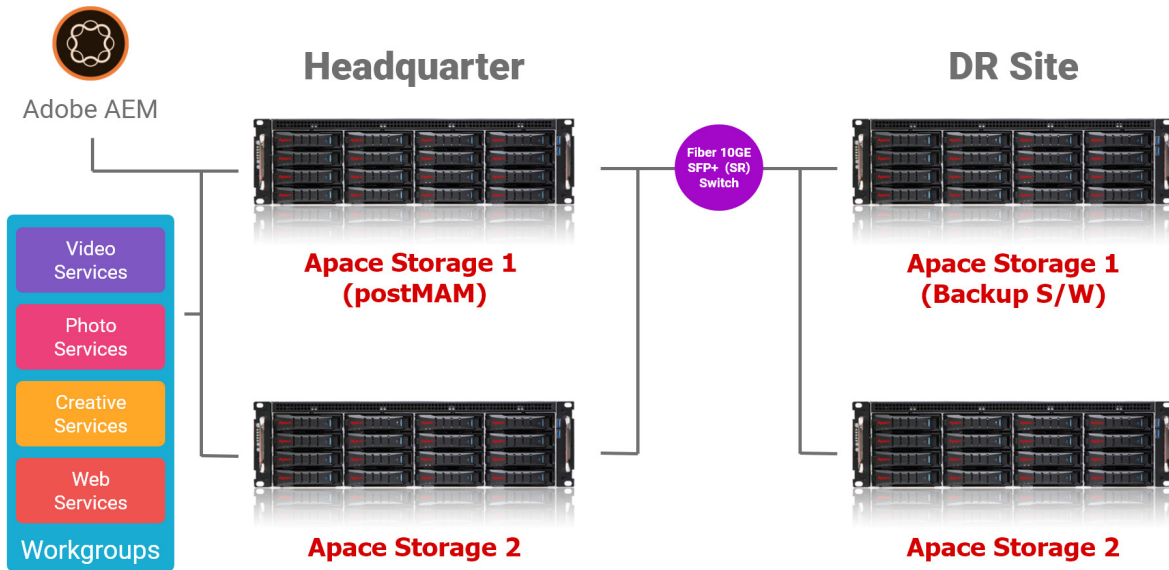 Adobe AEM
Headquarter
DR Site
Fiber 10GE
SFP+ (SR)
Switch
Apace Storage 1
(postMAM)
Apace Storage 1
(Backup S/W)
Video
Services
Photo
Services
Creative
Services
Web
Services
Workgroups
Apace Storage 2
Apace Storage 2